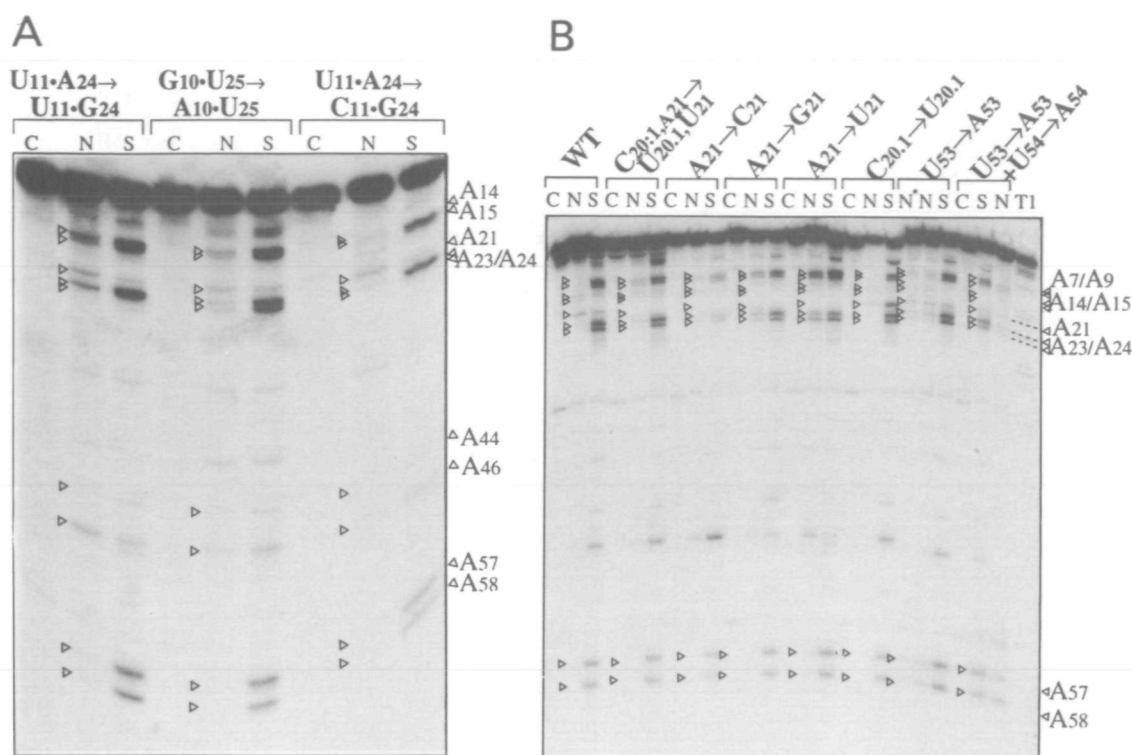 A
U11•A24→
U11•G24
G10•U25→
A10•U25
U11•A24→
C11•G24
C N S C N S C N S
A14
A15
A21
A23/A24
A44
A46
A57
A58
B
WT
C20:1,A21→
U20.1,U21
A21→C21
A21→G21
A21→U21
C20.1→U20.1
U53→A53
U53→A53
+U54→A54
C N S C N S C N S C N S C N S C N S N* N S C S N T1
A7/A9
A14/A15
A21
A23/A24
A57
A58